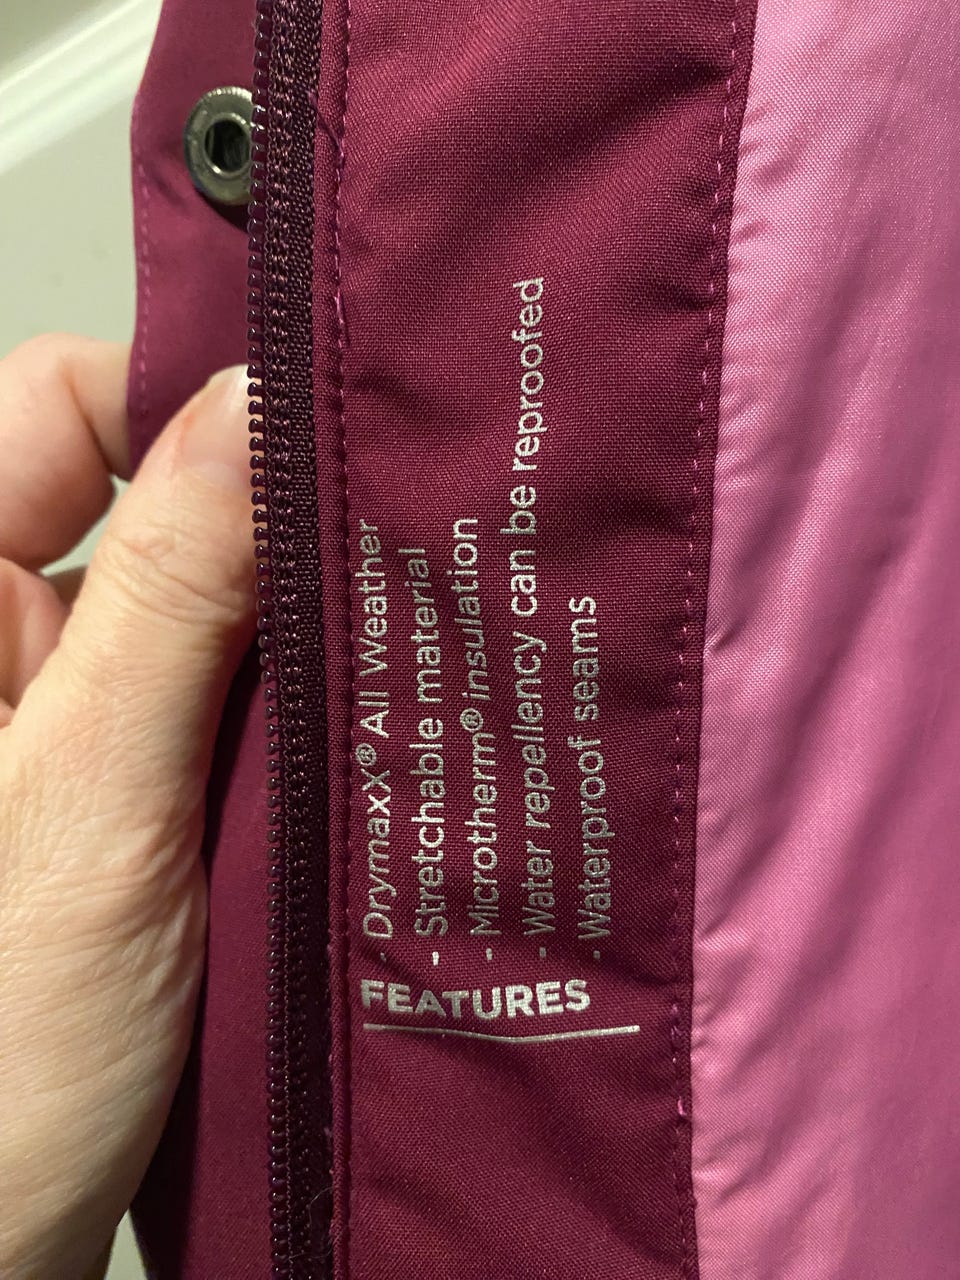 FEATURES
- DrymaxX® All Weather
- Stretchable material
- Microtherm® insulation
- Water repellency can be reproofed
- Waterproof seams